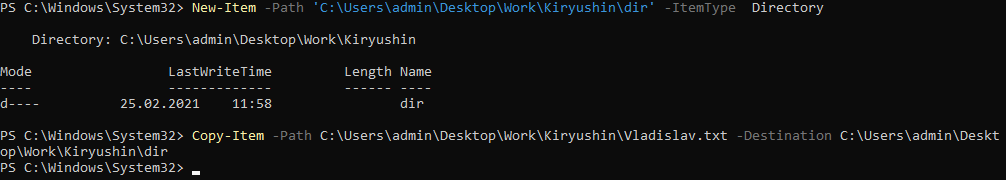 PS C:\Windows\System32> New-Item -Path 'C:\Users\admin\Desktop\Work\Kiryushin\dir' -ItemType  Directory
    Directory: C:\Users\admin\Desktop\Work\Kiryushin
Mode                 LastWriteTime         Length Name
----                 -------------         ------ ----
d----          25.02.2021    11:58                dir
PS C:\Windows\System32> Copy-Item -Path C:\Users\admin\Desktop\Work\Kiryushin\Vladislav.txt -Destination C:\Users\admin\Deskt
op\Work\Kiryushin\dir
PS C:\Windows\System32>